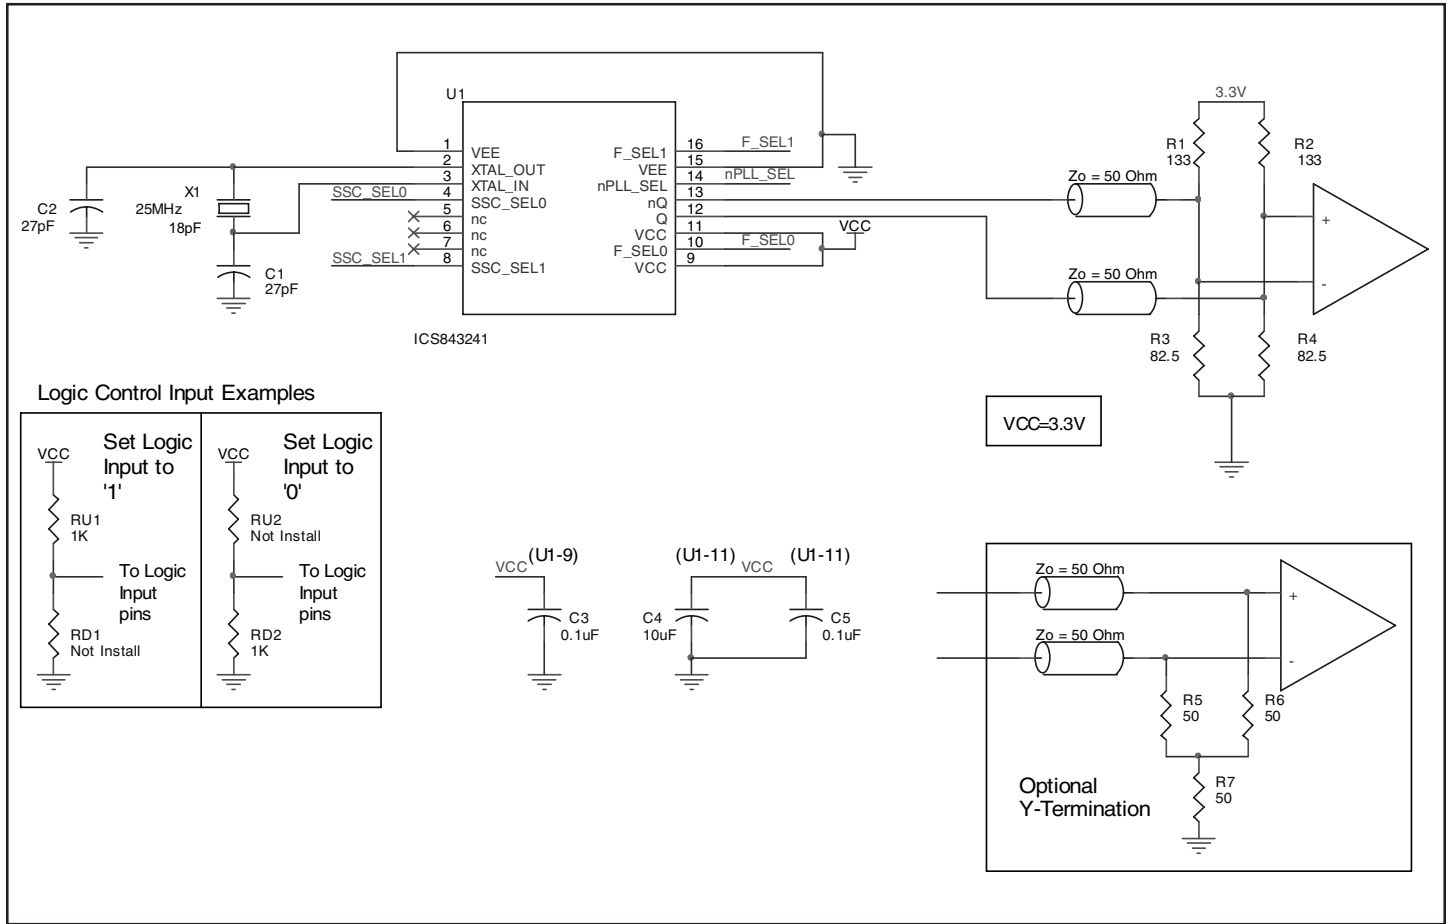 U1
1
2
3
4
5
6
7
8
VEE
XTAL_OUT
XTAL_IN
SSC_SEL0
nc
nc
nc
SSC_SEL1
F_SEL1
VEE
nPLL_SEL
nQ
Q
VCC
F_SEL0
VCC
16
15
14
13
12
11
10
9
F_SEL1
nPLL_SEL
F_SEL0
VCC
SSC_SEL0
SSC_SEL1
ICS843241
C2
27pF
X1
25MHz
18pF
C1
27pF
Zo = 50 Ohm
Zo = 50 Ohm
3.3V
R1
133
R2
133
+
-
R3
82.5
R4
82.5
VCC=3.3V
Logic Control Input Examples
VCC
Set Logic
Input to
'1'
RU1
1K
To Logic
Input
pins
RD1
Not Install
VCC
Set Logic
Input to
'0'
RU2
Not Install
To Logic
Input
pins
RD2
1K
VCC
(U1-9)
C3
0.1uF
(U1-11)
VCC
(U1-11)
C4
10uF
C5
0.1uF
Zo = 50 Ohm
Zo = 50 Ohm
+
-
R5
50
R6
50
R7
50
Optional
Y-Termination